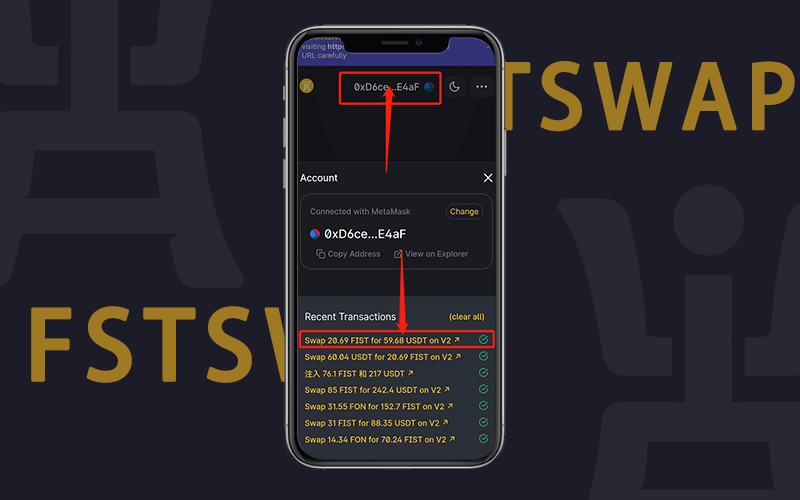 visiting https
URL carefully
0xD6ce...E4aF
TSWAP
Account
Connected with MetaMask
Change
0xD6ce...E4aF
Copy Address
View on Explorer
FSTSW
Recent Transactions
(clear all)
Swap 20.69 FIST for 59.68 USDT on V2 ↗
Swap 60.04 USDT for 20.69 FIST on V2 ↗
注入 76.1 FIST 和 217 USDT ↗
Swap 85 FIST for 242.4 USDT on V2 ↗
Swap 31.55 FON for 152.7 FIST on V2 ↗
Swap 31 FIST for 88.35 USDT on V2 ↗
Swap 14.34 FON for 70.24 FIST on V2 ↗